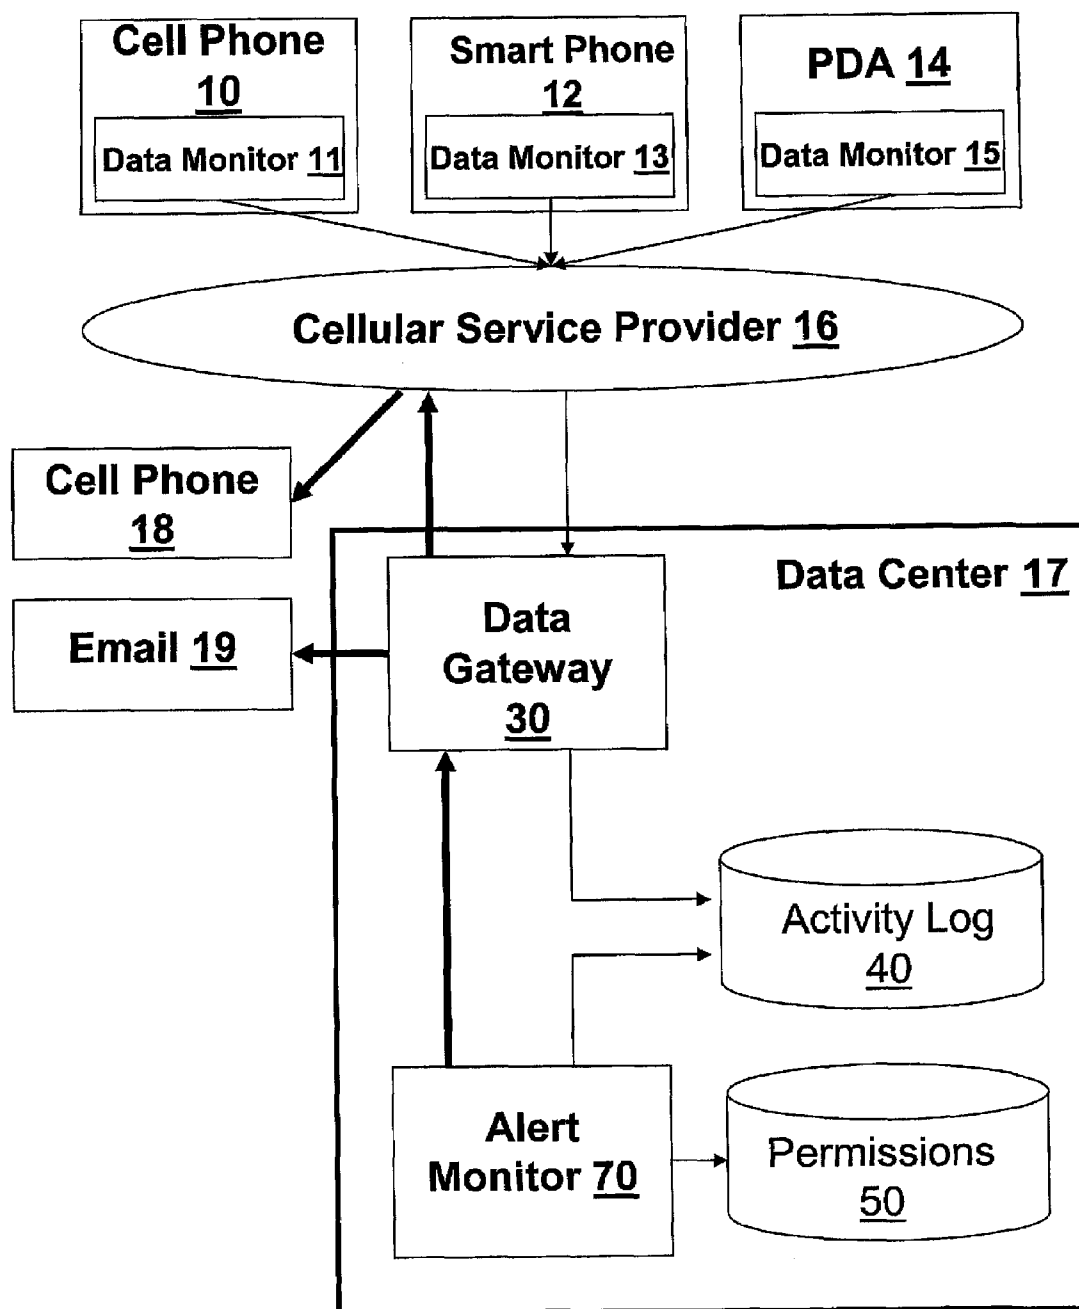 Cell Phone
10
Data Monitor 11
Smart Phone
12
Data Monitor 13
PDA 14
Data Monitor 15
Cellular Service Provider 16
Cell Phone
18
Email 19
Data Center 17
Data
Gateway
30
Activity Log
40
Alert
Monitor 70
Permissions
50